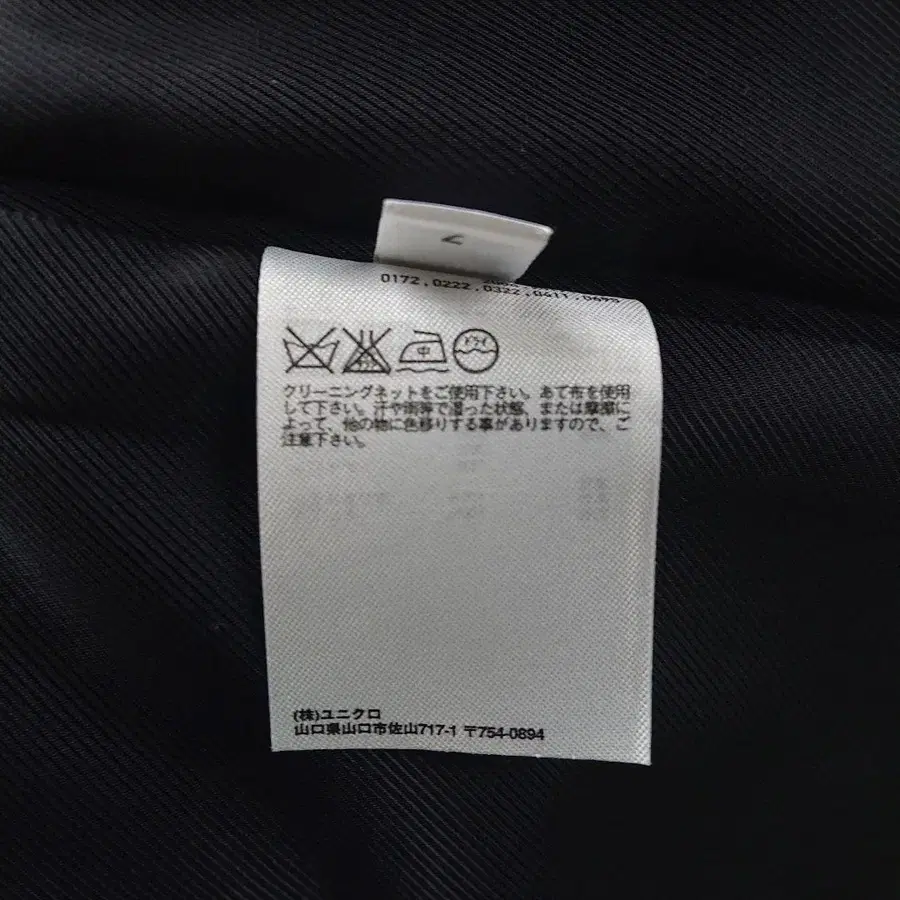 0172,0222,0322,0411,0699
中
ドライ
クリーニングネットをご使用下さい。あて布を使用
して下さい。汗や雨等で湿った状態、または摩擦に
よって、他の物に色移りする事がありますので、ご
注意下さい。
(株)ユニクロ
山口県山口市佐山717-1 〒754-0894